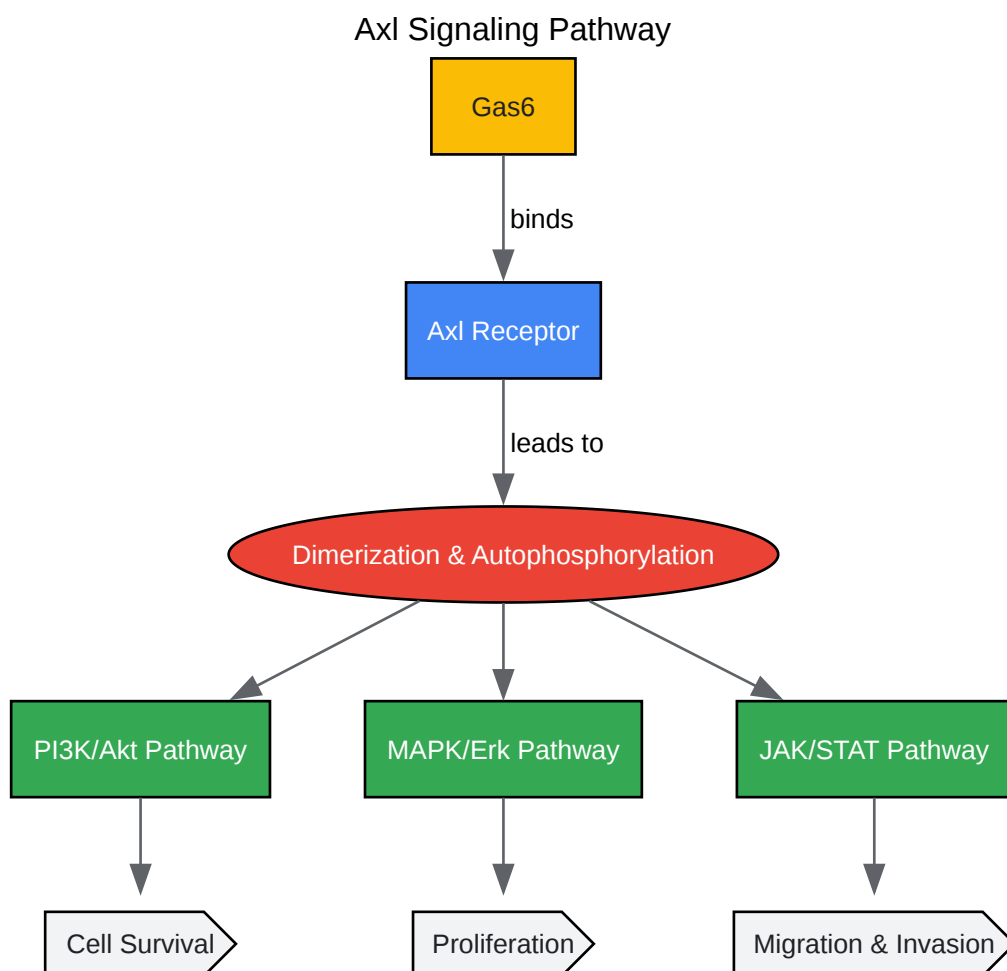 Axl Signaling Pathway
Gas6
binds
Axl Receptor
leads to
Dimerization & Autophosphorylation
PI3K/Akt Pathway
MAPK/Erk Pathway
JAK/STAT Pathway
Cell Survival
Proliferation
Migration & Invasion